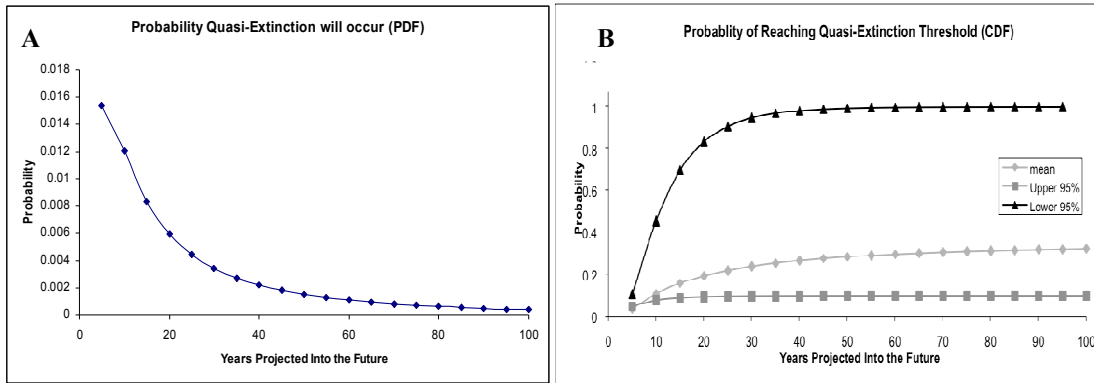 A
Probability Quasi-Extinction will occur (PDF)
0.018
0.016
0.014
0.012
0.01
0.008
0.006
0.004
0.002
0
Probability
20
40
60
80
100
Years Projected Into the Future
B
Probablity of Reaching Quasi-Extinction Threshold (CDF)
1
0.8
0.6
0.4
0.2
0
Probability
mean
Upper 95%
Lower 95%
0
10
20
30
40
50
60
70
80
90
100
Years Projected Into the Future